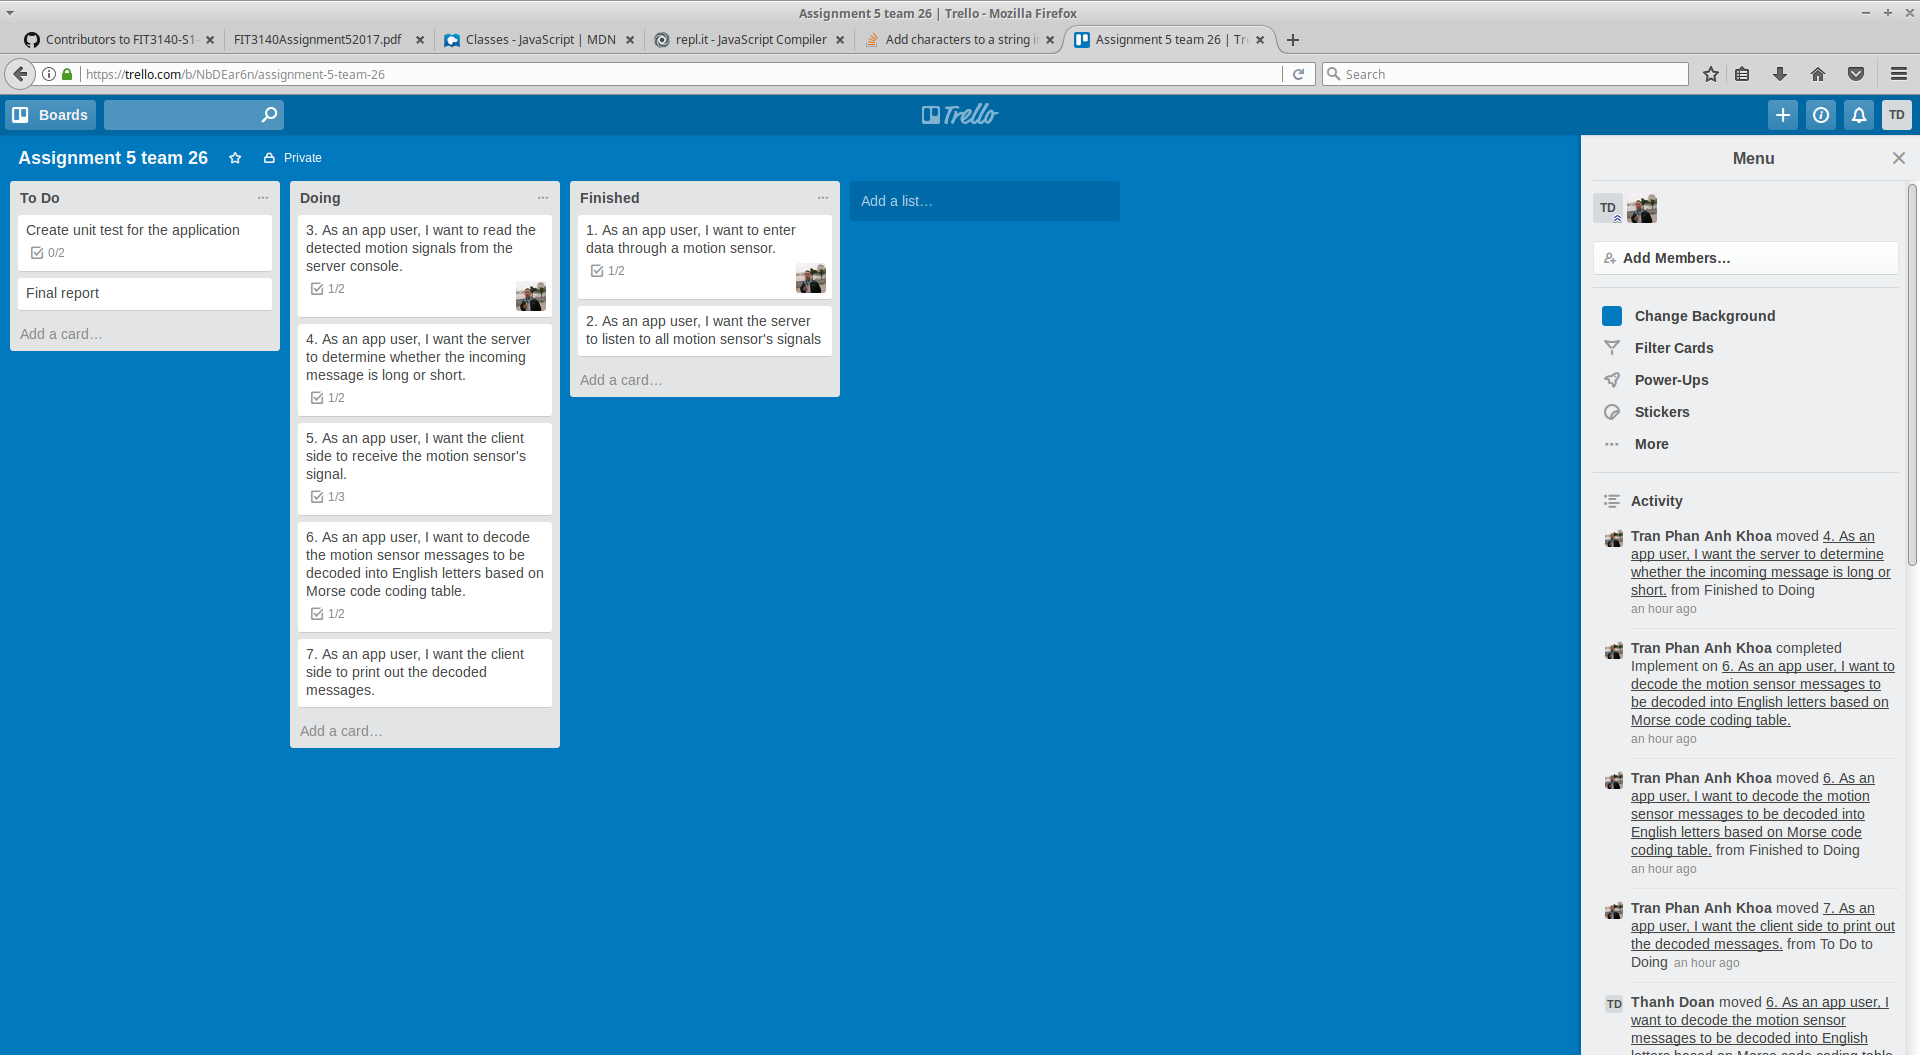 Assignment 5 team 26 | Trello - Mozilla Firefox
Contributors to FIT3140-S1
FIT3140Assignment52017.pdf
Classes - JavaScript | MDN
repl.it - JavaScript Compiler
Add characters to a string i
Assignment 5 team 26 | Tr
https://trello.com/b/NbDEar6n/assignment-5-team-26
Search
Boards
Trello
TD
Assignment 5 team 26
Private
To Do
Create unit test for the application
0/2
Final report
Add a card…
Doing
3. As an app user, I want to read the
detected motion signals from the
server console.
1/2
4. As an app user, I want the server
to determine whether the incoming
message is long or short.
1/2
5. As an app user, I want the client
side to receive the motion sensor's
signal.
1/3
6. As an app user, I want to decode
the motion sensor messages to be
decoded into English letters based on
Morse code coding table.
1/2
7. As an app user, I want the client
side to print out the decoded
messages.
Add a card…
Finished
1. As an app user, I want to enter
data through a motion sensor.
1/2
2. As an app user, I want the server
to listen to all motion sensor's signals
Add a card…
Add a list…
Menu
TD
Add Members…
Change Background
Filter Cards
Power-Ups
Stickers
More
Activity
Tran Phan Anh Khoa moved 4. As an
app user, I want the server to determine
whether the incoming message is long or
short. from Finished to Doing
an hour ago
Tran Phan Anh Khoa completed
Implement on 6. As an app user, I want to
decode the motion sensor messages to
be decoded into English letters based on
Morse code coding table.
an hour ago
Tran Phan Anh Khoa moved 6. As an
app user, I want to decode the motion
sensor messages to be decoded into
English letters based on Morse code
coding table. from Finished to Doing
an hour ago
Tran Phan Anh Khoa moved 7. As an
app user, I want the client side to print out
the decoded messages. from To Do to
Doing an hour ago
TD
Thanh Doan moved 6. As an app user, I
want to decode the motion sensor
messages to be decoded into English
letters based on Morse code coding table